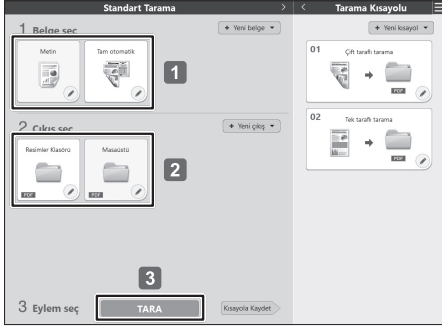 Standart Tarama
1 Belge seç
+ Yeni belge
Metin
Tam otomatik
1
2 Çıkış seç
+ Yeni çıkış
Resimler Klasörü
Masaüstü
PDF
PDF
2
3
3 Eylem seç
TARA
Kısayola Kaydet
Tarama Kısayolu
+ Yeni kısayol
01
Çift taraflı tarama
PDF
02
Tek taraflı tarama
PDF